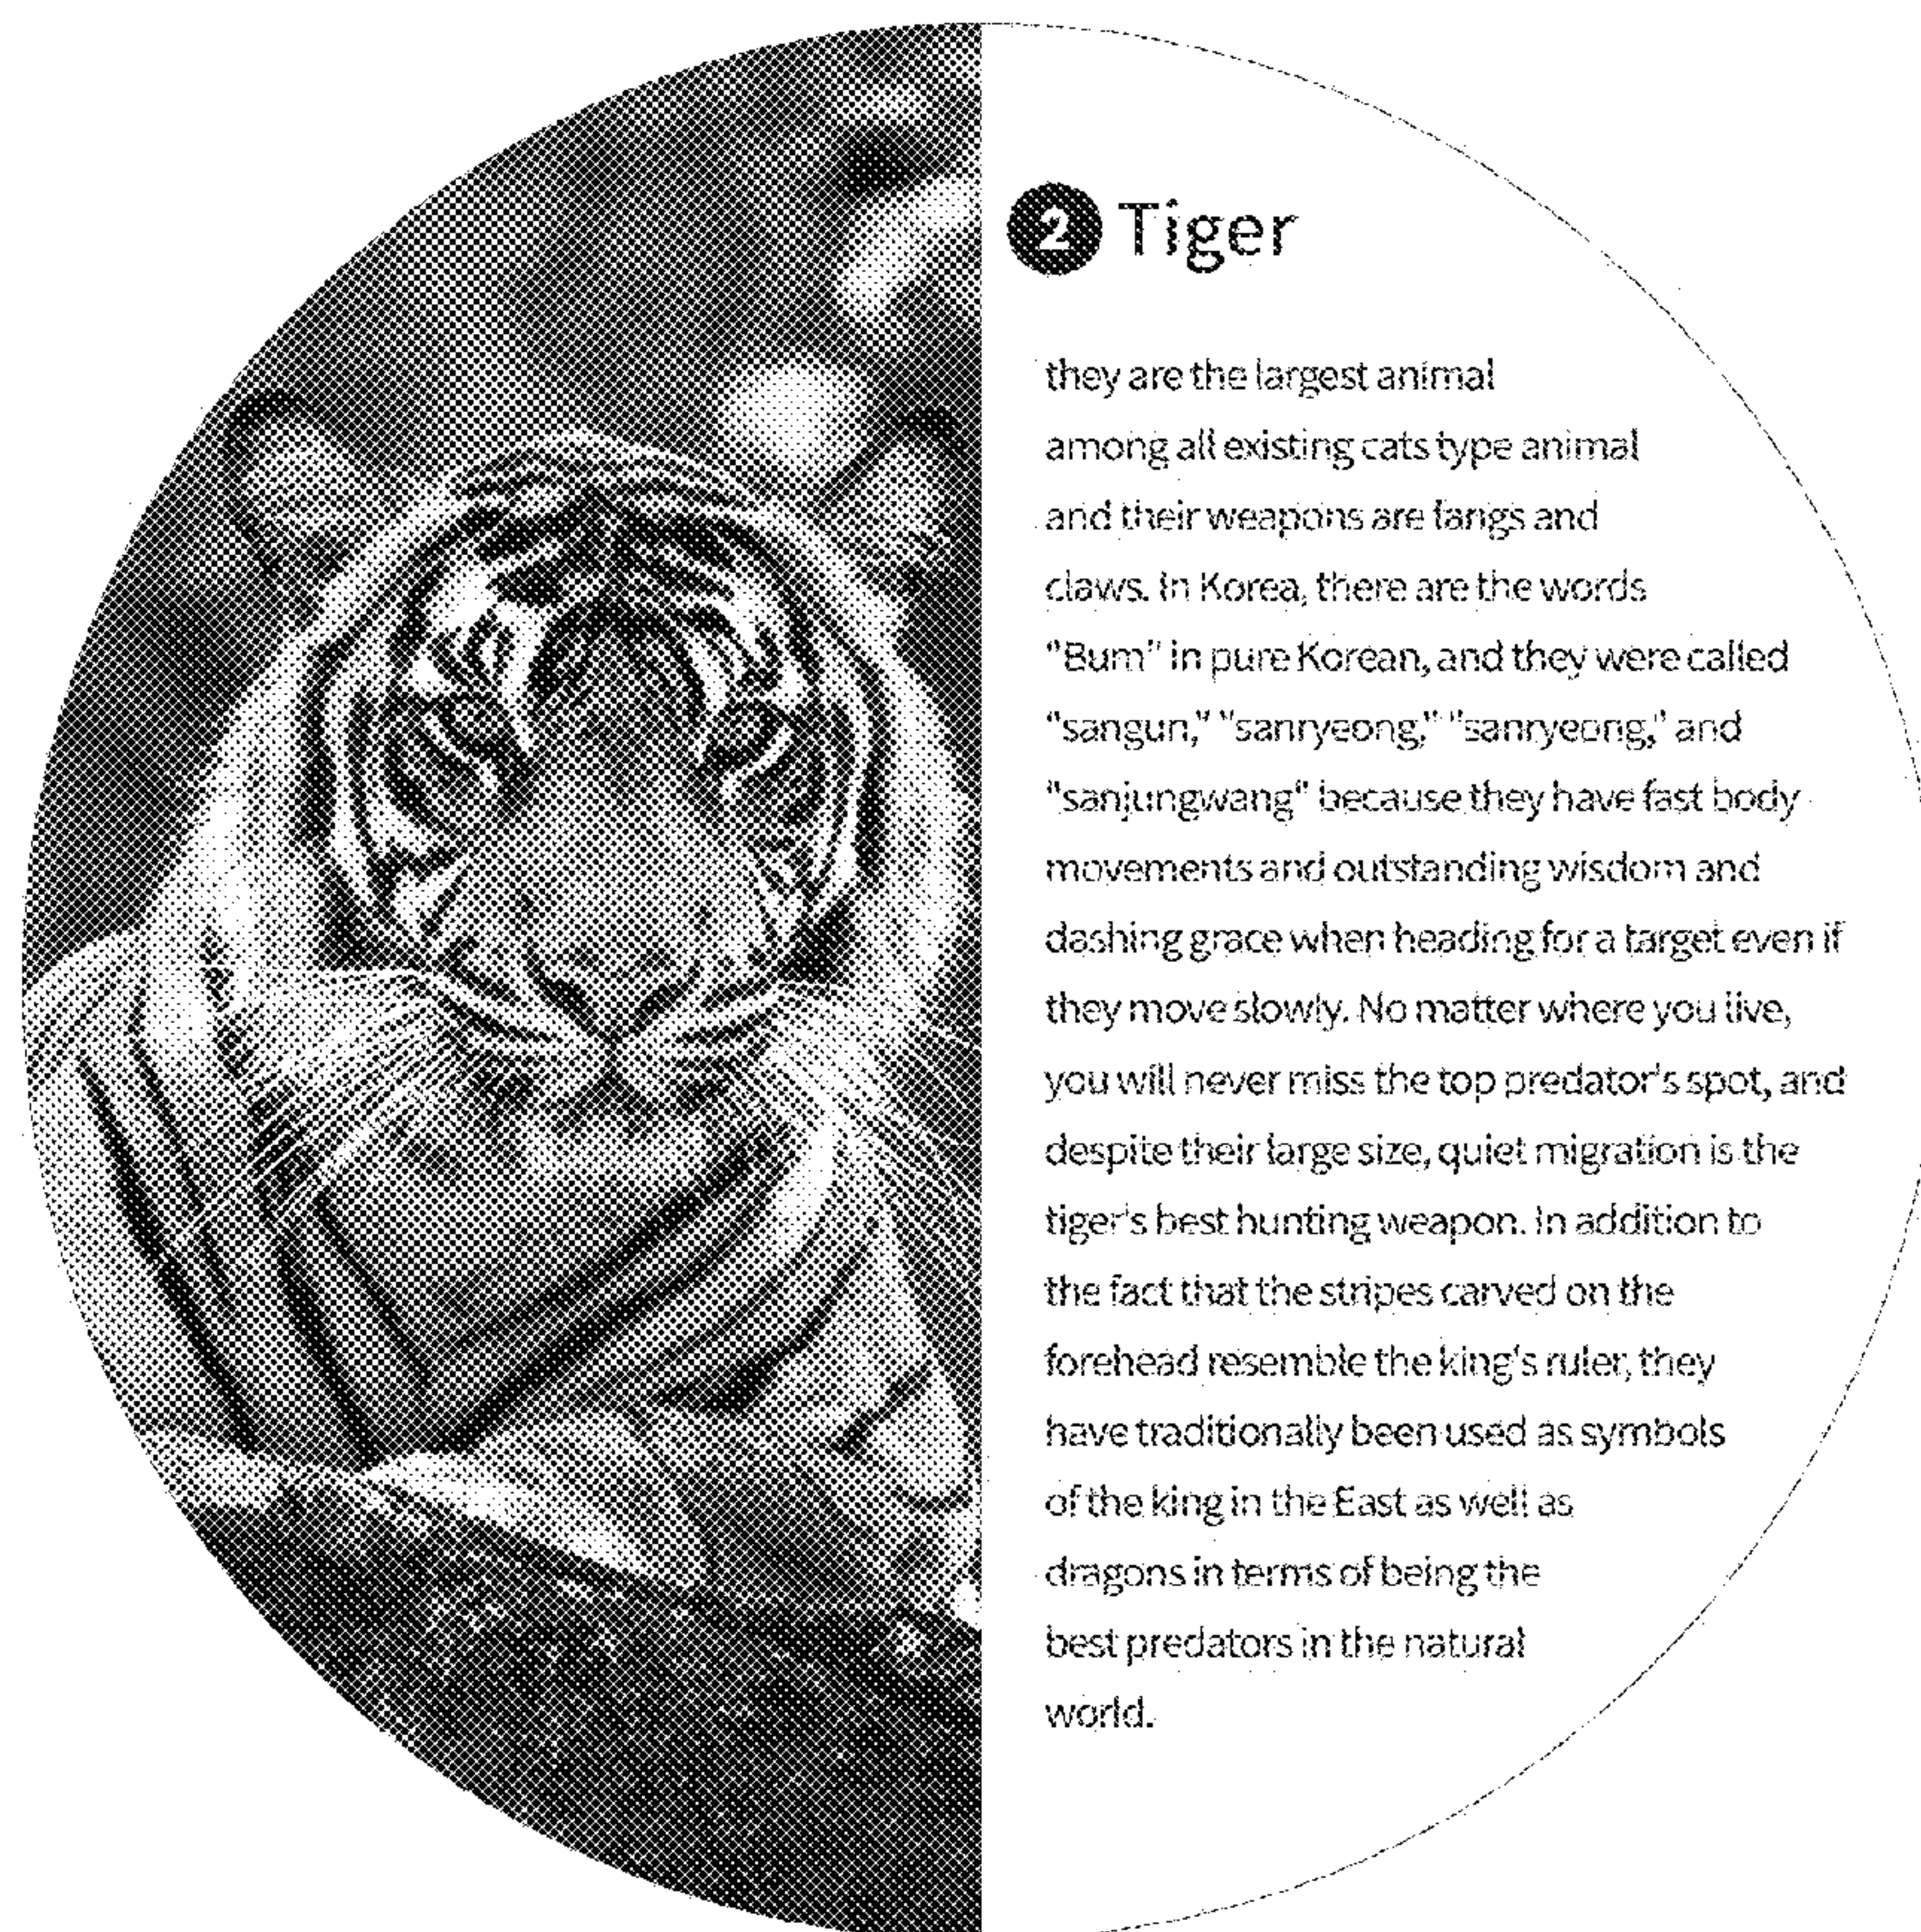 2 Tiger
they are the largest animal
among all existing cats type animal
and their weapons are fangs and
claws. In Korea, there are the words
"Bum" in pure Korean, and they were called
"sangun," "sanryeong," "sanryeong," and
"sanjungwang" because they have fast body
movements and outstanding wisdom and
dashing grace when heading for a target even if
they move slowly. No matter where you live,
you will never miss the top predator's spot, and
despite their large size, quiet migration is the
tiger's best hunting weapon. In addition to
the fact that the stripes carved on the
forehead resemble the king's ruler, they
have traditionally been used as symbols
of the king in the East as well as
dragons in terms of being the
best predators in the natural
world.